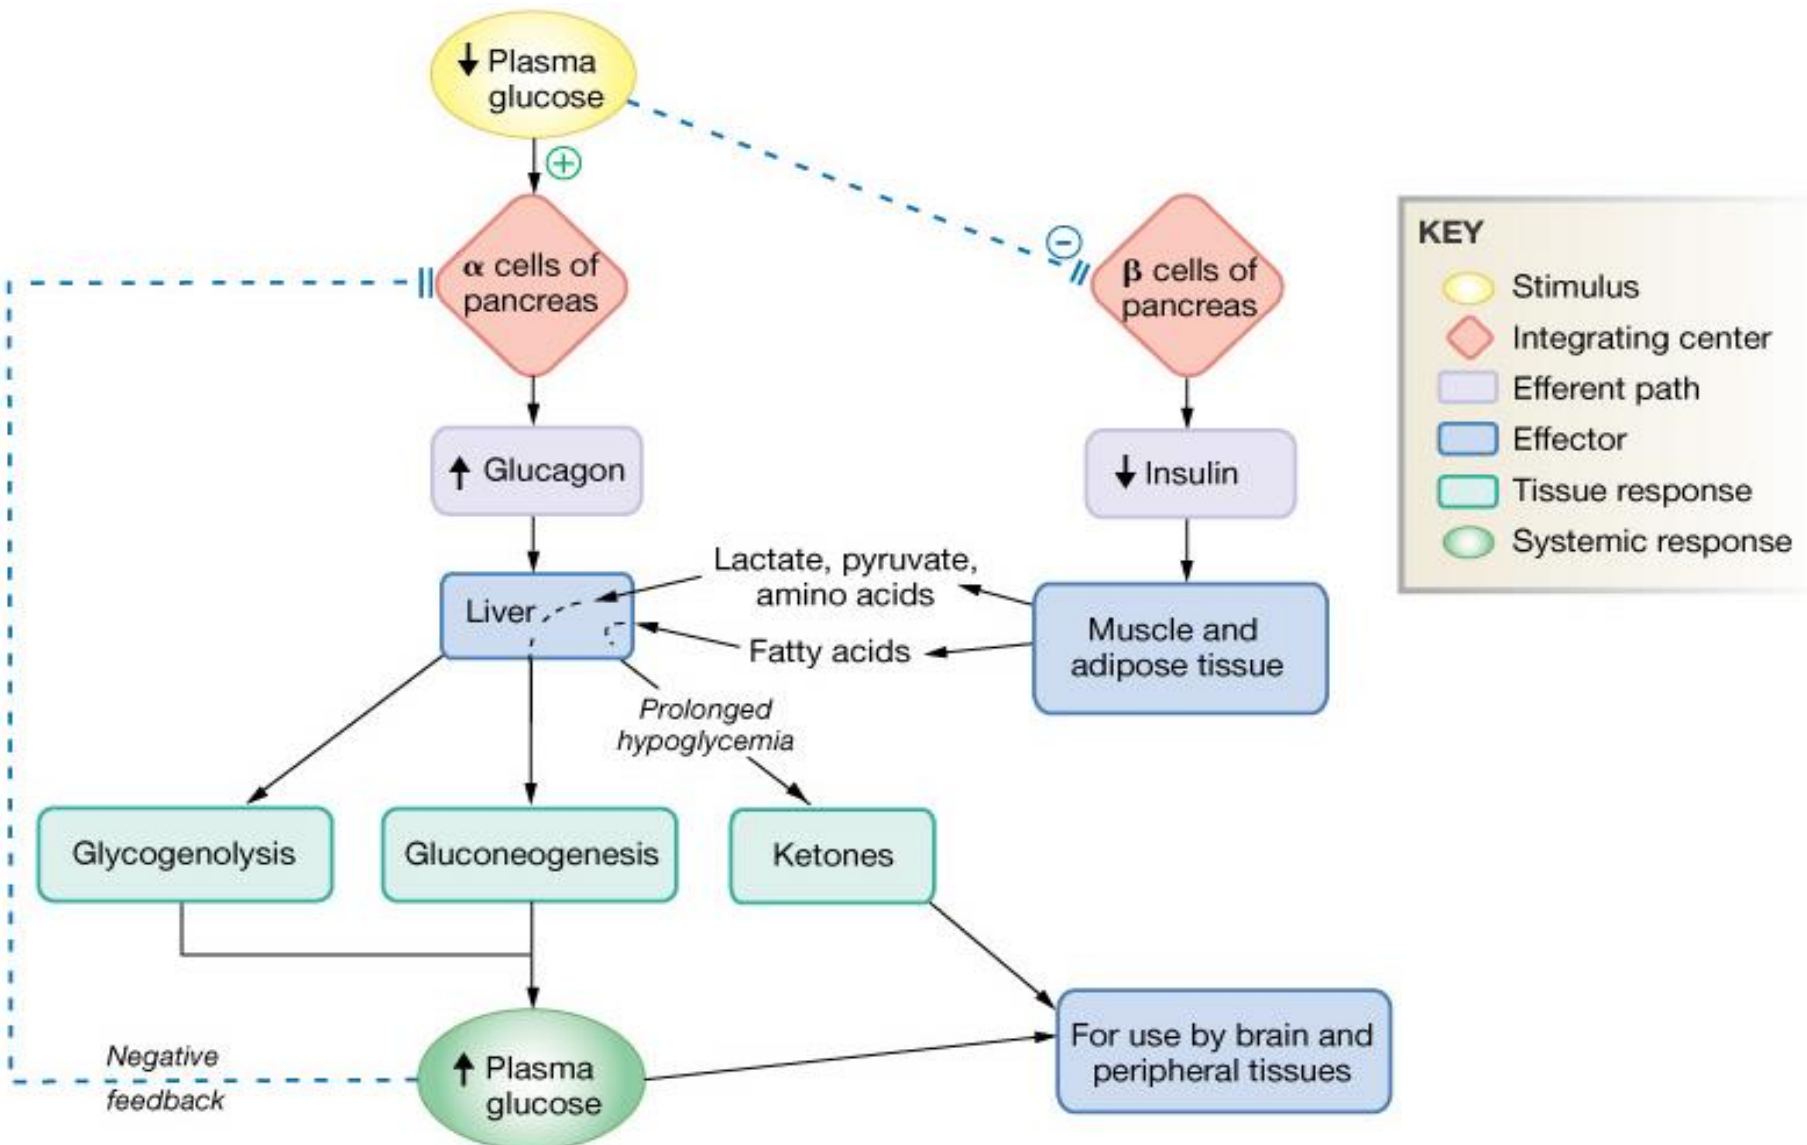 ↓ Plasma
glucose
+
α cells of
pancreas
−
β cells of
pancreas
↑ Glucagon
↓ Insulin
Liver
Lactate, pyruvate,
amino acids
Fatty acids
Muscle and
adipose tissue
Prolonged
hypoglycemia
Glycogenolysis
Gluconeogenesis
Ketones
Negative
feedback
↑ Plasma
glucose
For use by brain and
peripheral tissues
KEY
Stimulus
Integrating center
Efferent path
Effector
Tissue response
Systemic response